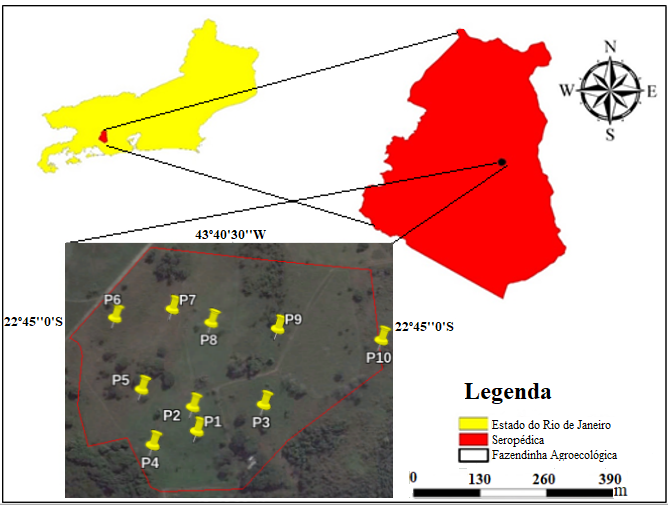 N
W E
S
43°40'30"W
22°45"0'S
22°45"0'S
P6
P7
P8
P9
P10
P5
P2
P1
P3
P4
Legenda
Estado do Rio de Janeiro
Seropédica
Fazendinha Agroecológica
0 130 260 390
m